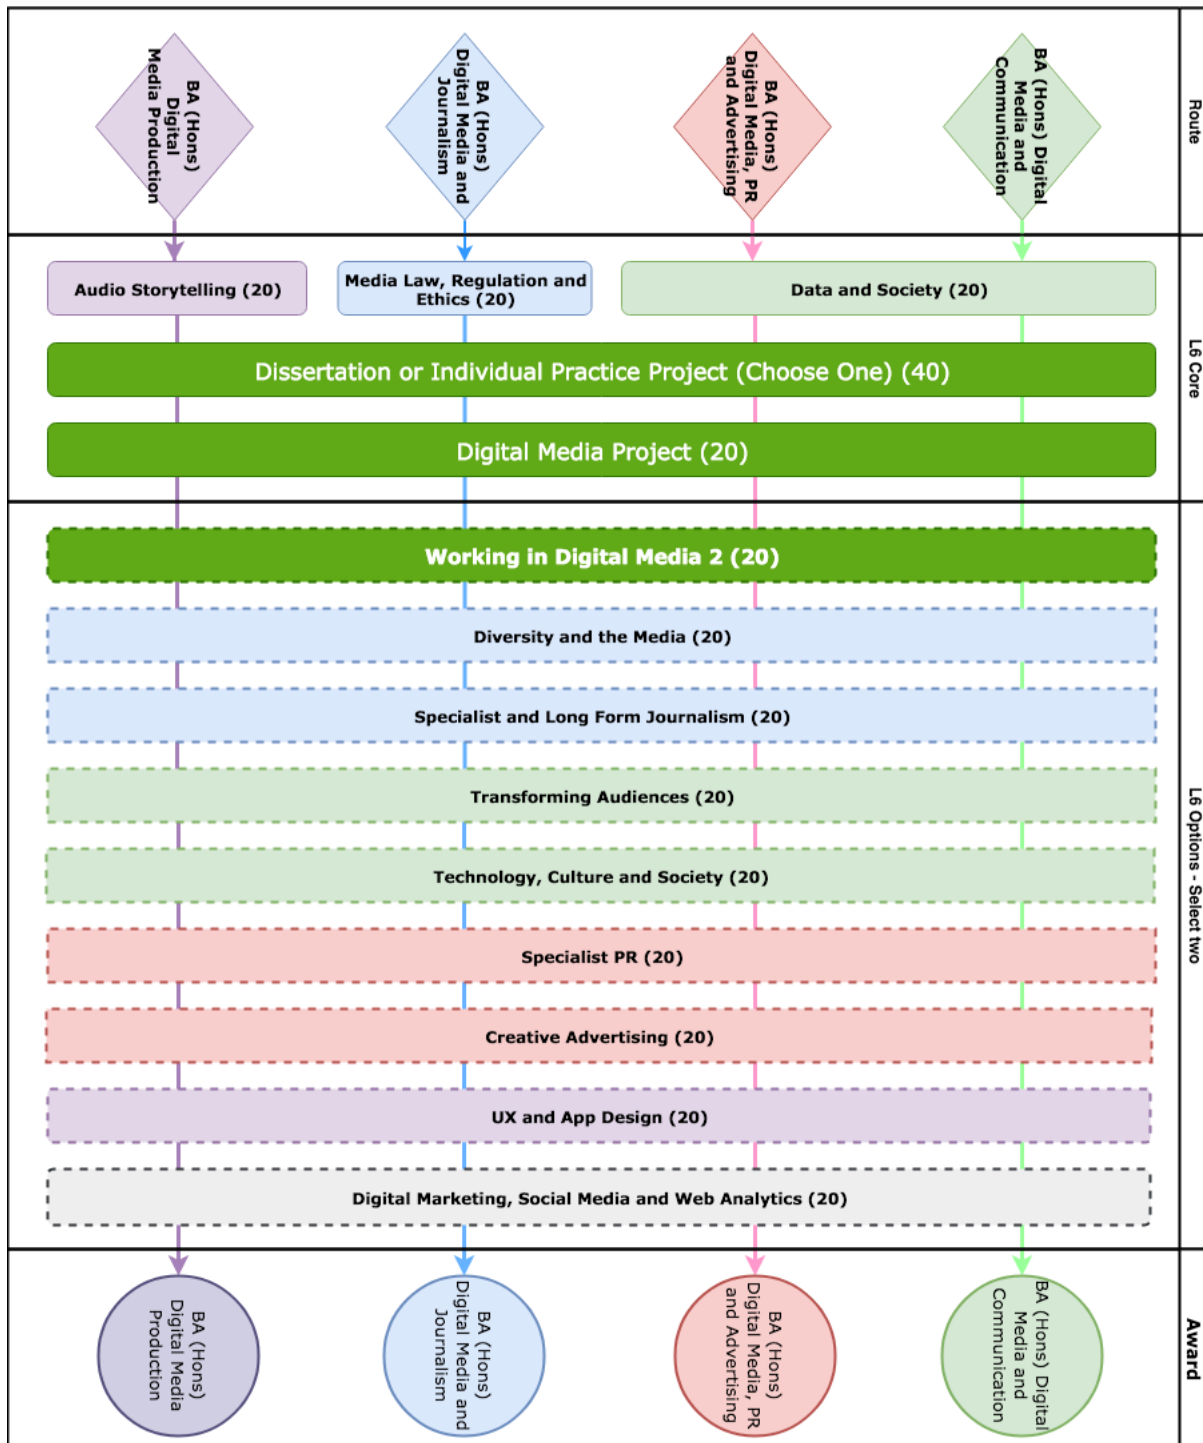 BA (Hons)
Digital
Media Production
BA (Hons)
Digital Media and
Journalism
BA (Hons)
Digital Media, PR
and Advertising
BA (Hons) Digital
Media and
Communication
Route
Audio Storytelling (20)
Media Law, Regulation and
Ethics (20)
Data and Society (20)
Dissertation or Individual Practice Project (Choose One) (40)
Digital Media Project (20)
L6 Core
Working in Digital Media 2 (20)
Diversity and the Media (20)
Specialist and Long Form Journalism (20)
Transforming Audiences (20)
Technology, Culture and Society (20)
Specialist PR (20)
Creative Advertising (20)
UX and App Design (20)
Digital Marketing, Social Media and Web Analytics (20)
L6 Options - Select two
BA (Hons)
Digital Media
Production
BA (Hons)
Digital Media and
Journalism
BA (Hons)
Digital Media, PR
and Advertising
BA (Hons) Digital
Media and
Communication
Award